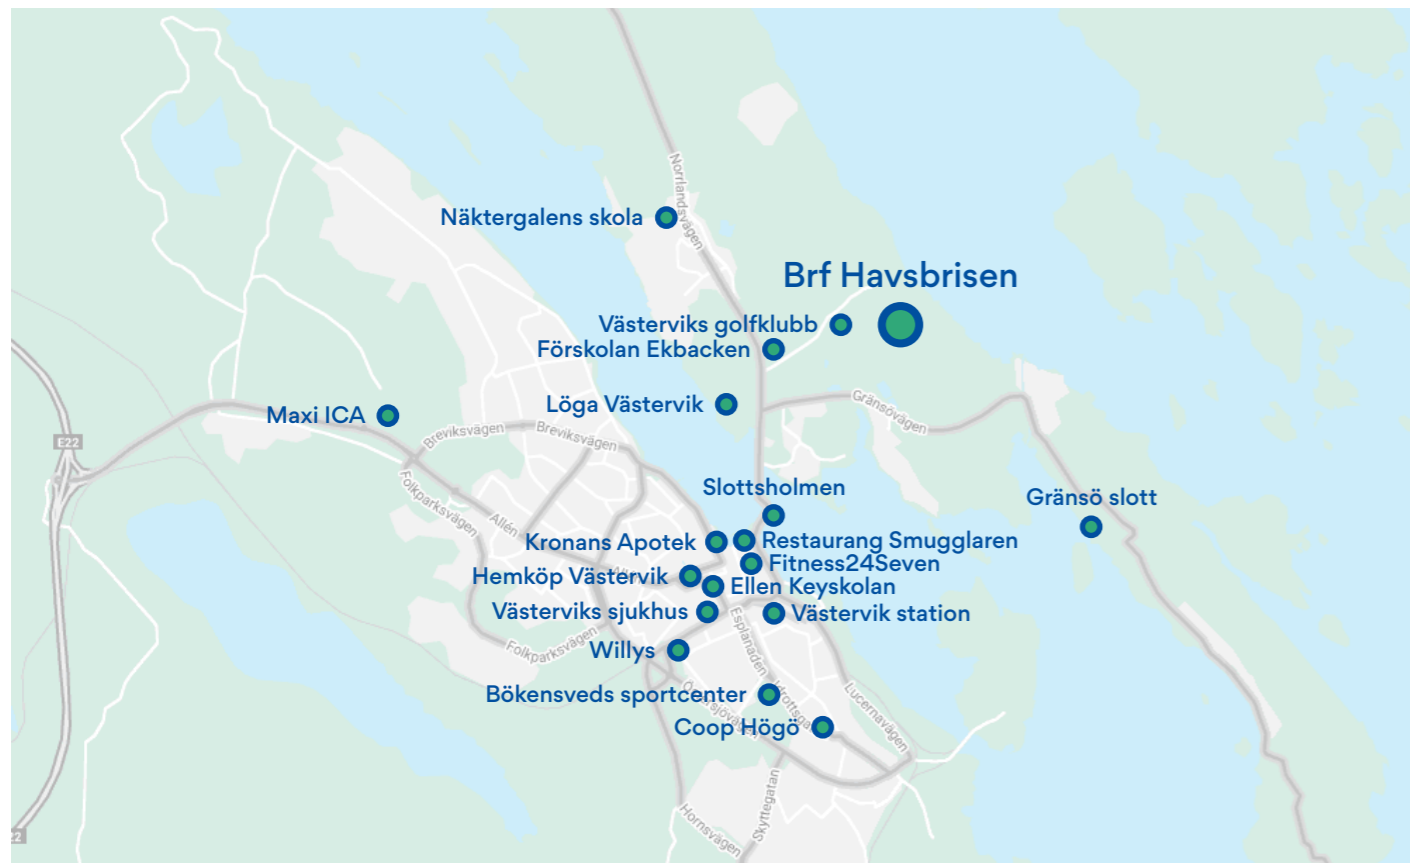 Norrlandsvägen
Näktergalens skola
Brf Havsbrisen
Västerviks golfklubb
Förskolan Ekbacken
Löga Västervik
Gränsövägen
Maxi ICA
Breviksvägen
Breviksvägen
E22
Folkparksvägen
Slottsholmen
Gränsö slott
Allén
Kronans Apotek
Restaurang Smugglaren
Fitness24Seven
Hemköp Västervik
Ellen Keyskolan
Västerviks sjukhus
Västervik station
Esplanaden
Folkparksvägen
Willys
Bökensveds sportcenter
Lucernavägen
Coop Högö
Skyttegatan
Hornsvägen